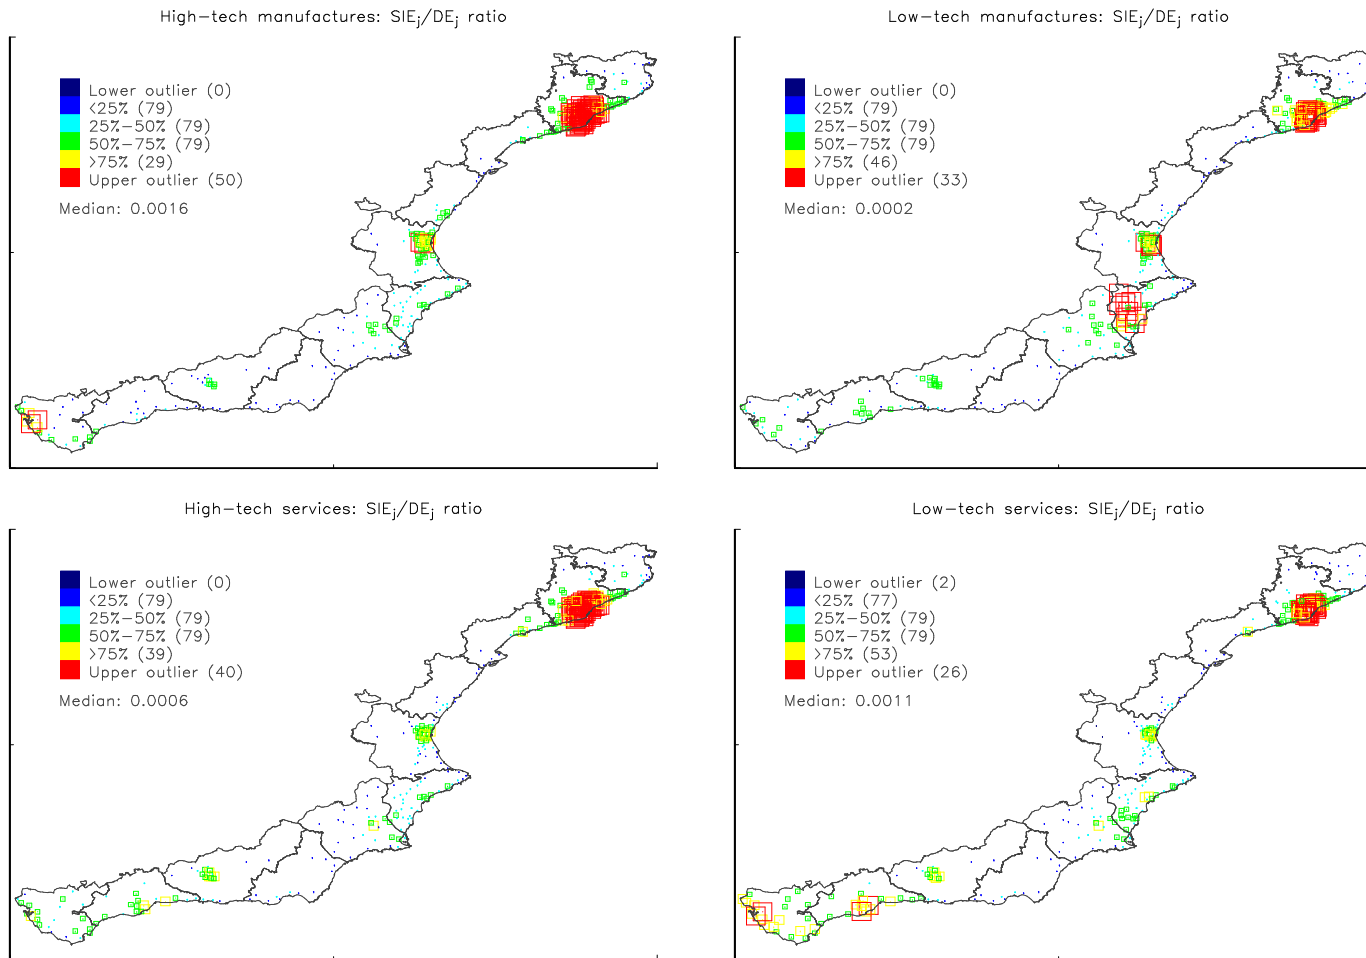 High-tech manufactures: SIEj/DEj ratio
Lower outlier (0)
<25% (79)
25%-50% (79)
50%-75% (79)
>75% (29)
Upper outlier (50)
Median: 0.0016
Low-tech manufactures: SIEj/DEj ratio
Lower outlier (0)
<25% (79)
25%-50% (79)
50%-75% (79)
>75% (46)
Upper outlier (33)
Median: 0.0002
High-tech services: SIEj/DEj ratio
Lower outlier (0)
<25% (79)
25%-50% (79)
50%-75% (79)
>75% (39)
Upper outlier (40)
Median: 0.0006
Low-tech services: SIEj/DEj ratio
Lower outlier (2)
<25% (77)
25%-50% (79)
50%-75% (79)
>75% (53)
Upper outlier (26)
Median: 0.0011